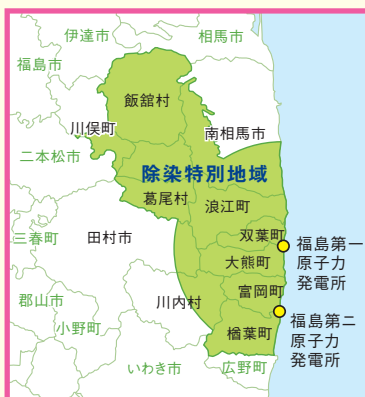 伊達市
相馬市
福島市
飯舘村
川俣町
南相馬市
二本松市
除染特別地域
葛尾村
浪江町
双葉町
三春町
田村市
大熊町
福島第一
原子力
発電所
富岡町
郡山市
川内村
小野町
福島第二
原子力
発電所
楢葉町
いわき市
広野町